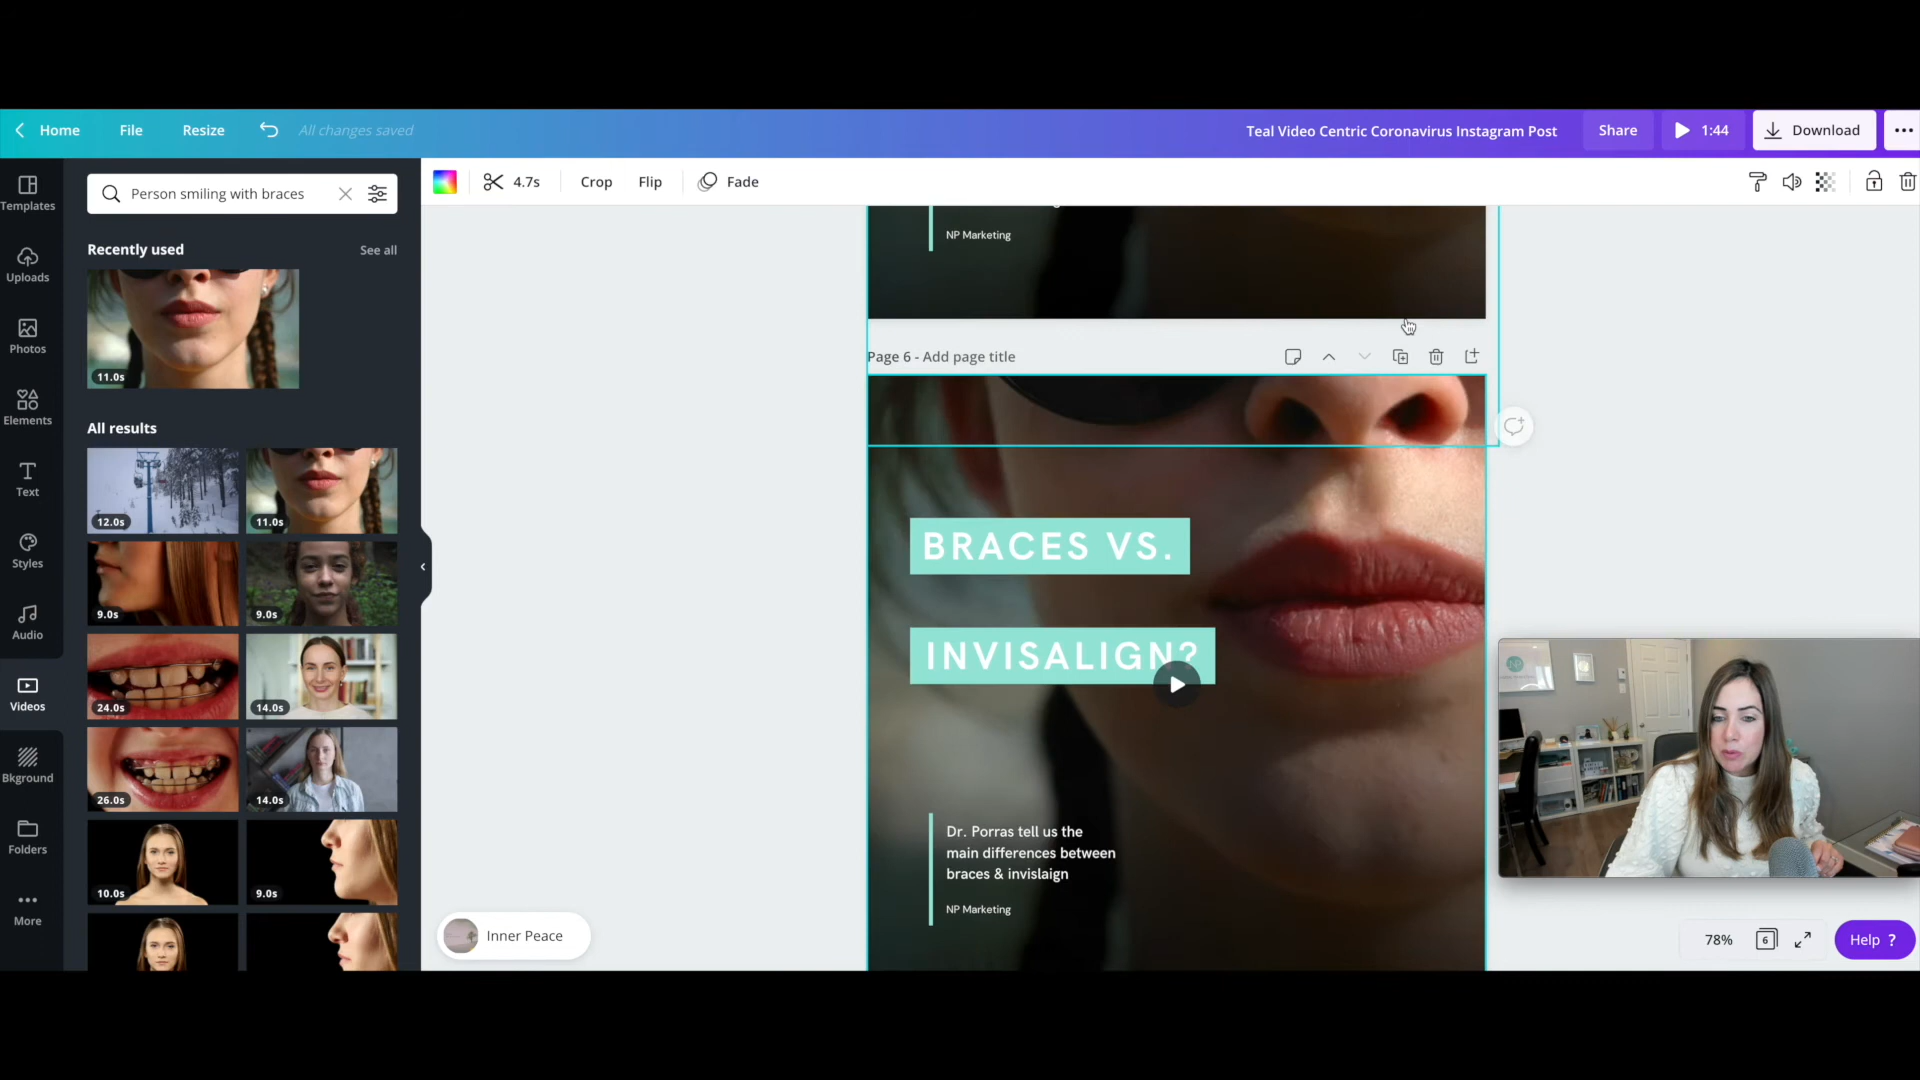 Home
File
Resize
All changes saved
Teal Video Centric Coronavirus Instagram Post
Share
1:44
Download
Templates
Uploads
Photos
Elements
Text
Styles
Audio
Videos
Bkground
Folders
More
Person smiling with braces
Recently used
See all
11.0s
All results
12.0s
11.0s
9.0s
9.0s
24.0s
14.0s
26.0s
14.0s
10.0s
9.0s
4.7s
Crop
Flip
Fade
NP Marketing
Page 6 - Add page title
BRACES VS.
INVISALIGN?
Dr. Porras tell us the
main differences between
braces & invislaign
NP Marketing
Inner Peace
78%
6
Help ?